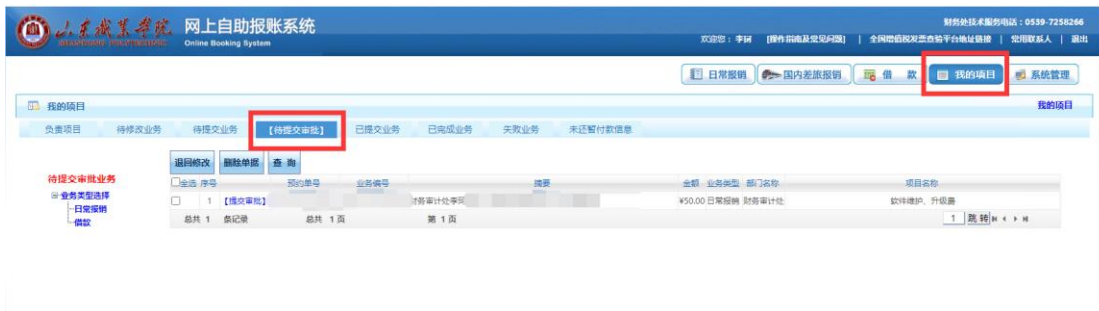 山东职业学院 网上自助报账系统
SHANDONG POLYTECHNIC Online Booking System
财务处技术服务电话：0539-7258266
欢迎您：李 [操作指南及常见问题] | 全国增值税发票查验平台地址链接 | 常用联系人 | 退出
日常报销 国内差旅报销 借 款 我的项目 系统管理
我的项目 我的项目
负责项目 待修改业务 待提交业务 【待提交审批】 已提交业务 已完成业务 失败业务 未还暂付款信息
退回修改 删除单据 查 询
待提交审批业务
业务类型选择
日常报销
借款
全选 序号 预约单号 业务编号 摘要 金额 业务类型 部门名称 项目名称
1 【提交审批】 财务审计处李 ¥50.00 日常报销 财务审计处 软件维护、升级费
总共 1 条记录 总共 1 页 第 1 页 1 跳 转